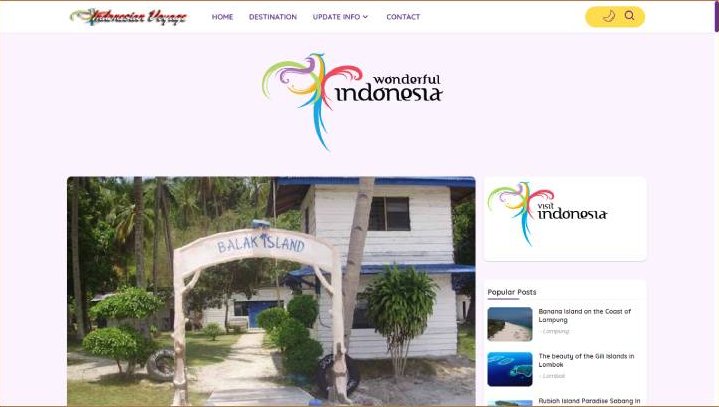 Indonesian Voyage
HOME
DESTINATION
UPDATE INFO
CONTACT
wonderful
indonesia
BALAK ISLAND
visit
indonesia
Popular Posts
Banana Island on the Coast of
Lampung
- Lampung
The beauty of the Gili Islands in
Lombok
- Lombok
Rubiah Island Paradise Sabang in